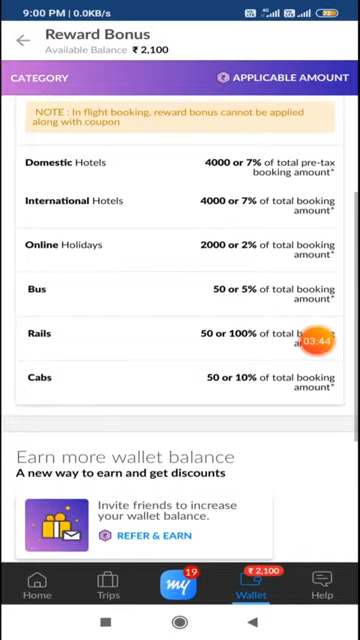 9:00 PM | 0.0KB/s
Reward Bonus
Available Balance ₹ 2,100
CATEGORY
APPLICABLE AMOUNT
NOTE : In flight booking, reward bonus cannot be applied
along with coupon
Domestic Hotels
4000 or 7% of total pre-tax
booking amount*
International Hotels
4000 or 7% of total booking
amount*
Online Holidays
2000 or 2% of total booking
amount*
Bus
50 or 5% of total booking
amount*
Rails
50 or 100% of total
03:44
Cabs
50 or 10% of total booking
amount*
Earn more wallet balance
A new way to earn and get discounts
Invite friends to increase
your wallet balance.
REFER & EARN
my
19
₹ 2,100
Home
Trips
Wallet
Help